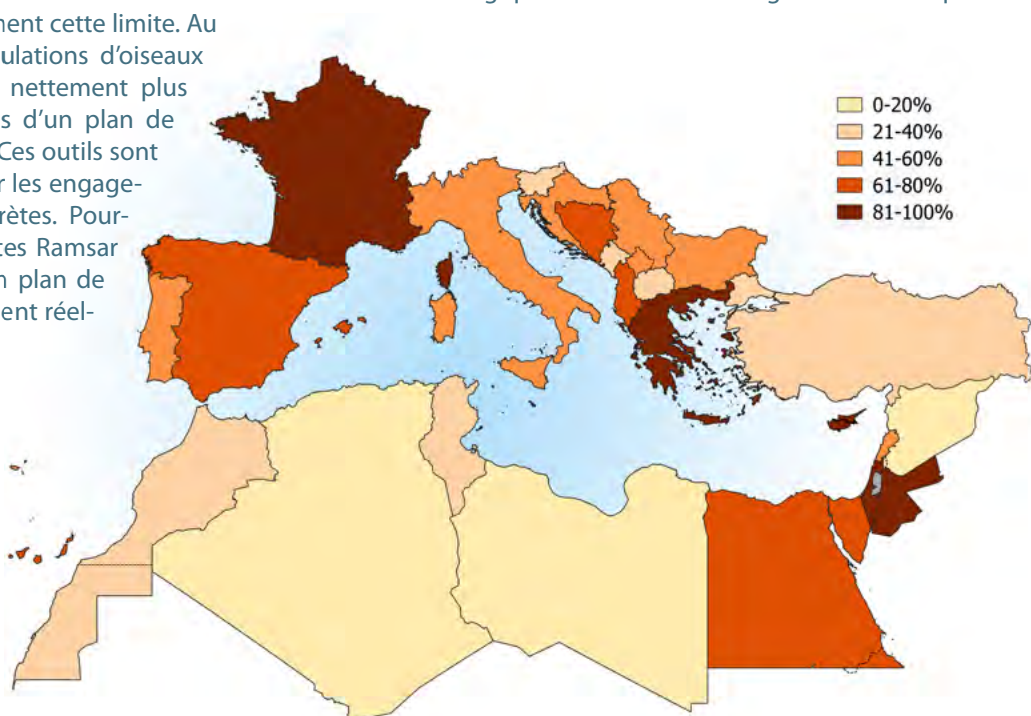 ment cette limite. Au
ulations d'oiseaux
nettement plus
s d'un plan de
Ces outils sont
r les engage-
rètes. Pour-
tes Ramsar
n plan de
ent réel-
0-20%
21-40%
41-60%
61-80%
81-100%